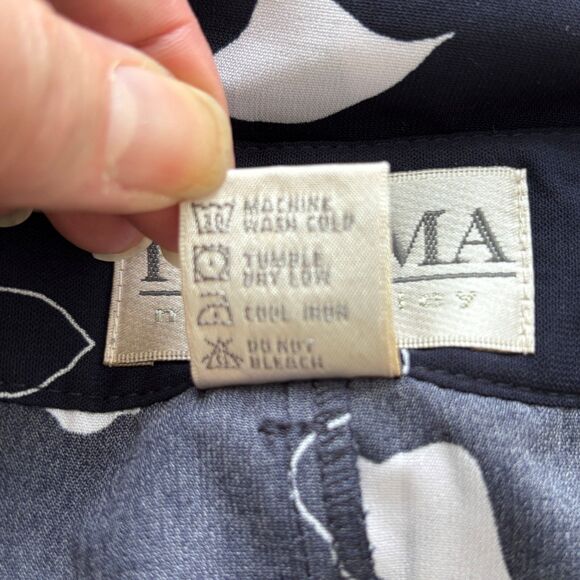 MACHINE
WASH COLD
TUMBLE
DRY LOW
COOL IRON
DO NOT
BLEACH
MA